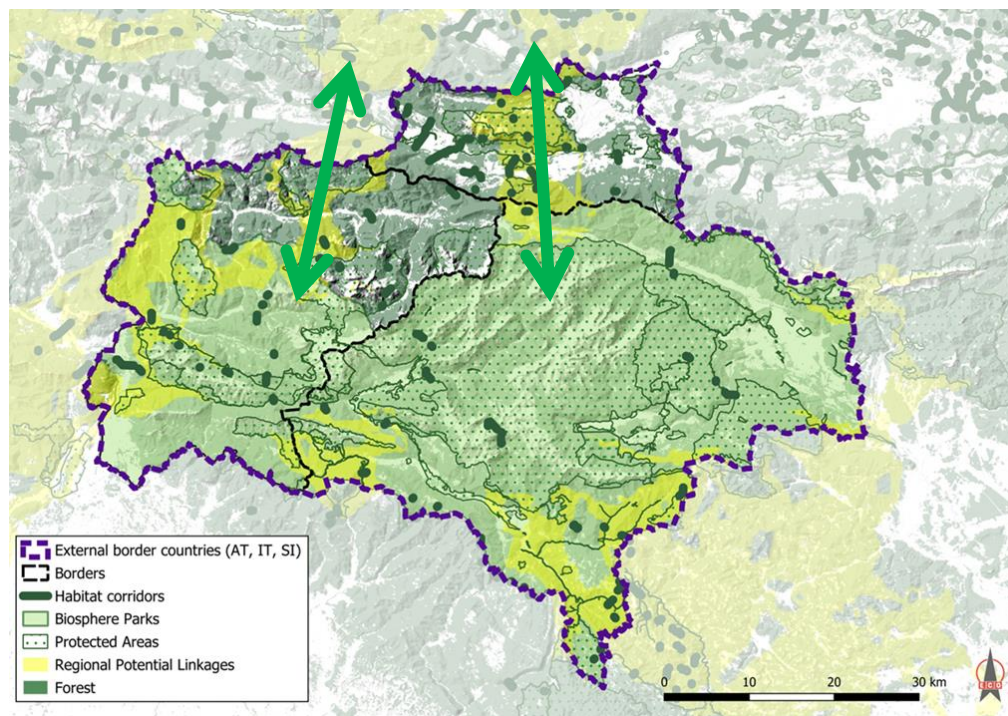 External border countries (AT, IT, SI)
Borders
Habitat corridors
Biosphere Parks
Protected Areas
Regional Potential Linkages
Forest
0 10 20 30 km
E.C.O